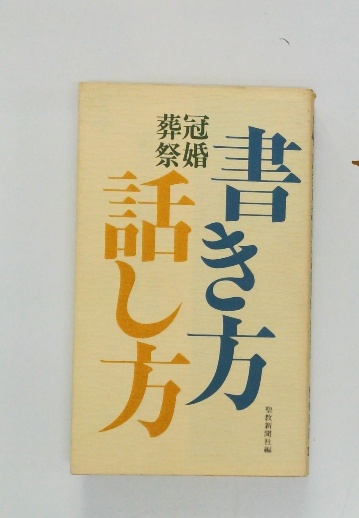 冠婚
葬祭
書き方
話し方
聖教新聞社編